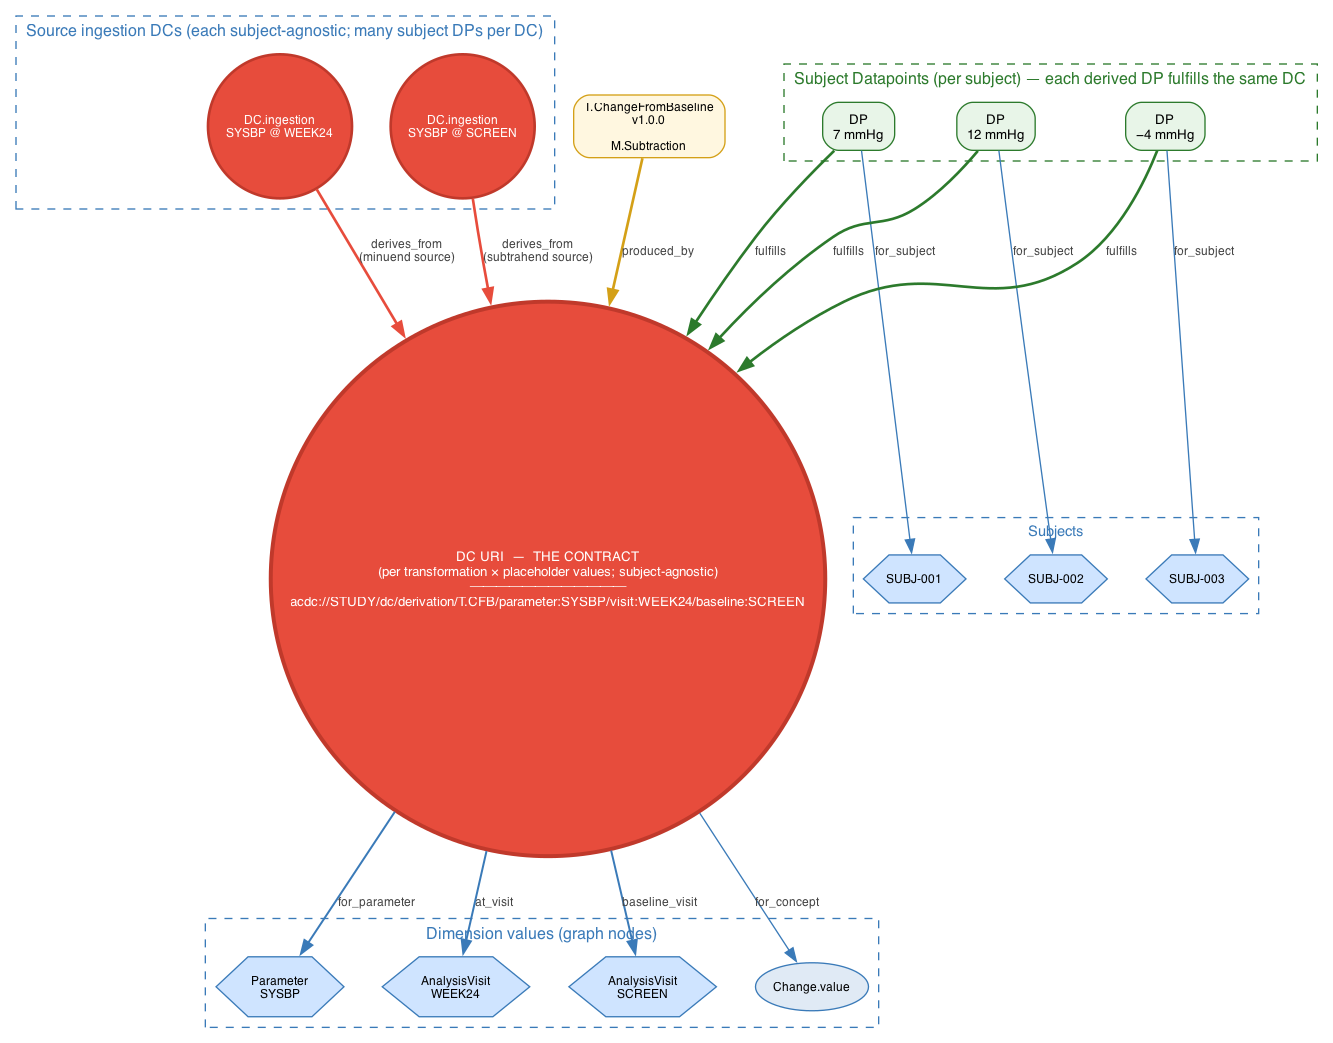 Source ingestion DCs (each subject-agnostic; many subject DPs per DC)
DC.ingestion
SYSBP @ WEEK24
DC.ingestion
SYSBP @ SCREEN
T.ChangeFromBaseline
v1.0.0
M.Subtraction
Subject Datapoints (per subject) — each derived DP fulfills the same DC
DP
7 mmHg
DP
12 mmHg
DP
−4 mmHg
derives_from
(minuend source)
derives_from
(subtrahend source)
produced_by
fulfills
fulfills
for_subject
for_subject
fulfills
for_subject
DC URI — THE CONTRACT
(per transformation × placeholder values; subject-agnostic)
acdc://STUDY/dc/derivation/T.CFB/parameter:SYSBP/visit:WEEK24/baseline:SCREEN
Subjects
SUBJ-001
SUBJ-002
SUBJ-003
for_parameter
at_visit
baseline_visit
for_concept
Dimension values (graph nodes)
Parameter
SYSBP
AnalysisVisit
WEEK24
AnalysisVisit
SCREEN
Change.value